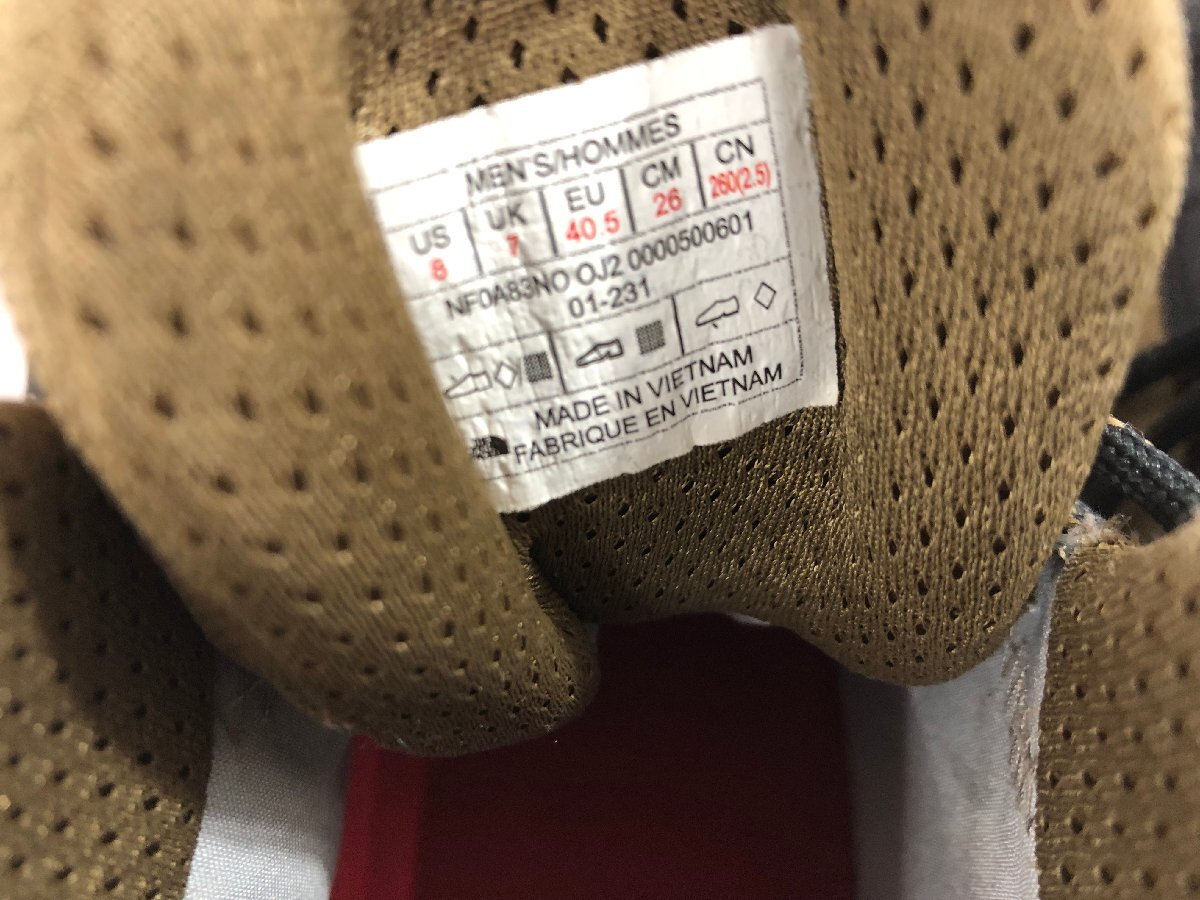 MEN'S/HOMMES
US UK EU CM CN
8 7 40.5 26 260(2.5)
NF0A83NO OJ2 0000500601
01-231
MADE IN VIETNAM
FABRIQUE EN VIETNAM